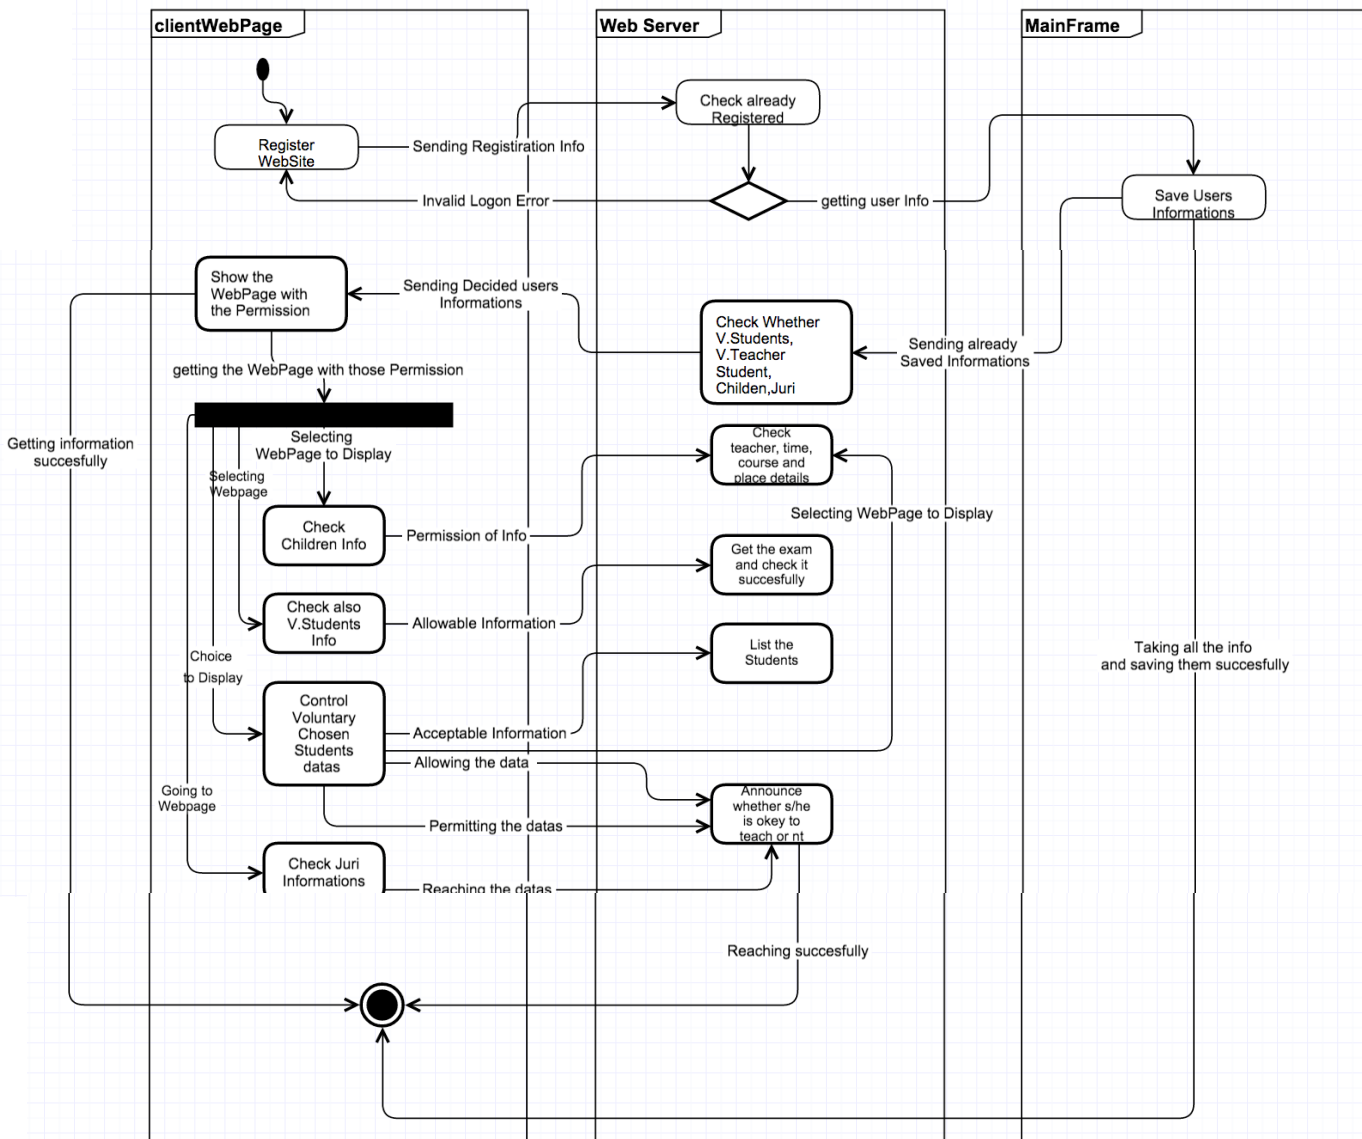 clientWebPage
Web Server
MainFrame
Check already
Registered
Register
WebSite
Sending Registiration Info
Invalid Logon Error
getting user Info
Save Users
Informations
Show the
WebPage with
the Permission
Sending Decided users
Informations
Check Whether
V.Students,
V.Teacher
Student,
Childen,Juri
Sending already
Saved Informations
getting the WebPage with those Permission
Getting information
succesfully
Selecting
WebPage to Display
Selecting
Webpage
Check
teacher, time,
course and
place details
Check
Children Info
Permission of Info
Selecting WebPage to Display
Get the exam
and check it
succesfully
Check also
V.Students
Info
Allowable Information
List the
Students
Choice
to Display
Taking all the info
and saving them succesfully
Control
Voluntary
Chosen
Students
datas
Acceptable Information
Allowing the data
Going to
Webpage
Announce
whether s/he
is okey to
teach or nt
Permitting the datas
Check Juri
Informations
Reaching the datas
Reaching succesfully